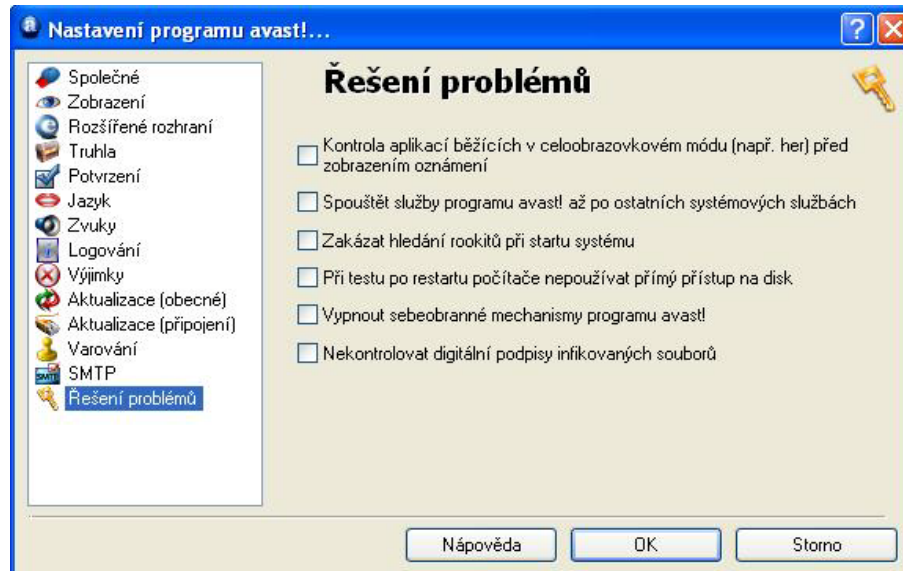 Nastavení programu avast!...
Společné
Zobrazení
Rozšířené rozhraní
Truhla
Potvrzení
Jazyk
Zvuky
Logování
Výjimky
Aktualizace (obecné)
Aktualizace (připojení)
Varování
SMTP
Řešení problémů
Řešení problémů
Kontrola aplikací běžících v celoobrazovkovém módu (např. her) před
zobrazením oznámení
Spouštět služby programu avast! až po ostatních systémových službách
Zakázat hledání rookitů při startu systému
Při testu po restartu počítače nepoužívat přímý přístup na disk
Vypnout sebeobranné mechanismy programu avast!
Nekontrolovat digitální podpisy infikovaných souborů
Nápověda
OK
Storno